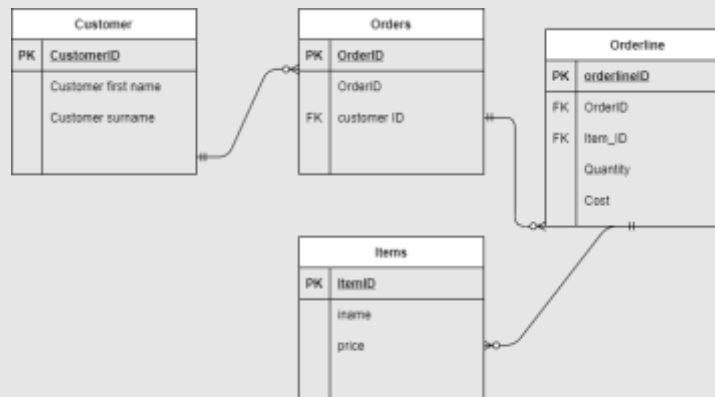 Customer
PK CustomerID
Customer first name
Customer surname
Orders
PK OrderID
OrderID
FK customer ID
Orderline
PK orderlineID
FK OrderID
FK Item_ID
Quantity
Cost
Items
PK ItemID
iname
price